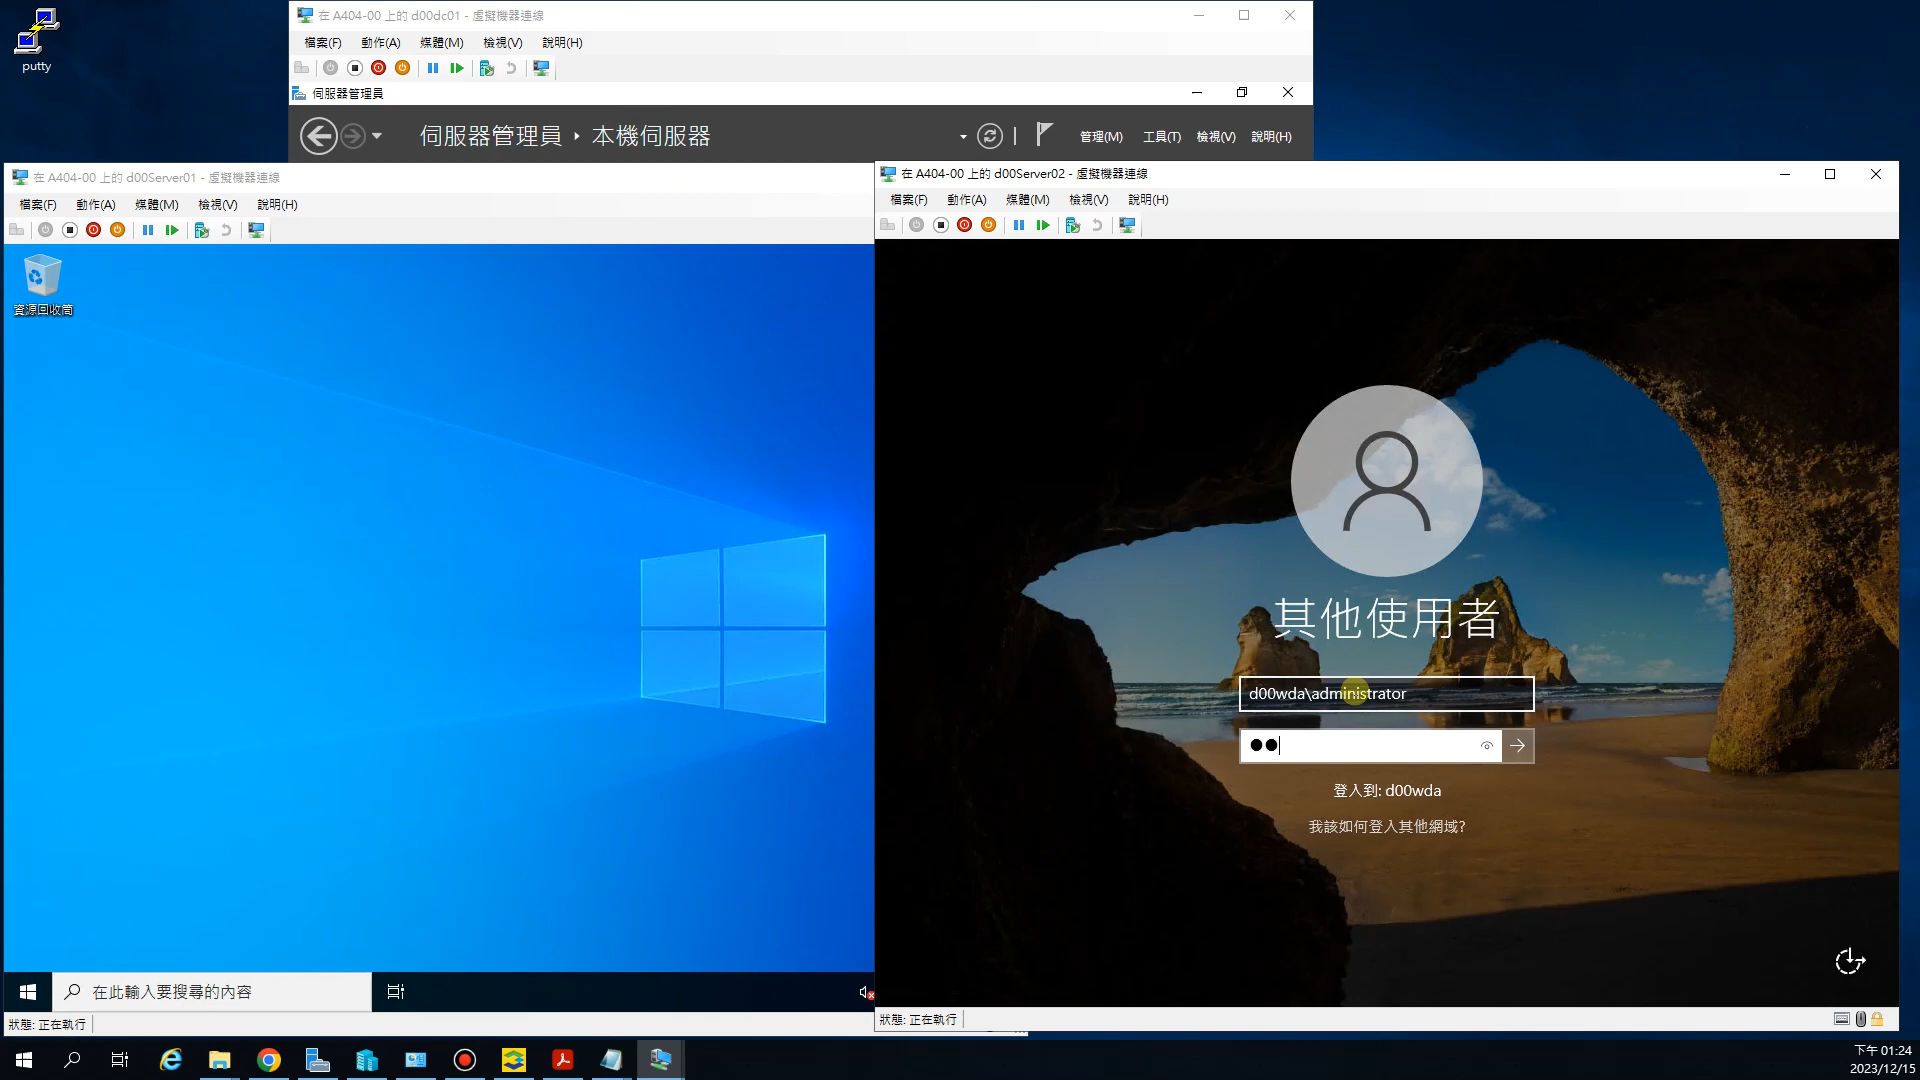 putty
在 A404-00 上的 d00dc01 - 虛擬機器連線
檔案(F) 動作(A) 媒體(M) 檢視(V) 說明(H)
伺服器管理員
伺服器管理員 ‣ 本機伺服器
管理(M) 工具(T) 檢視(V) 說明(H)
在 A404-00 上的 d00Server01 - 虛擬機器連線
檔案(F) 動作(A) 媒體(M) 檢視(V) 說明(H)
資源回收筒
在此輸入要搜尋的內容
狀態: 正在執行
在 A404-00 上的 d00Server02 - 虛擬機器連線
檔案(F) 動作(A) 媒體(M) 檢視(V) 說明(H)
其他使用者
d00wda\administrator
登入到: d00wda
我該如何登入其他網域?
狀態: 正在執行
下午 01:24
2023/12/15